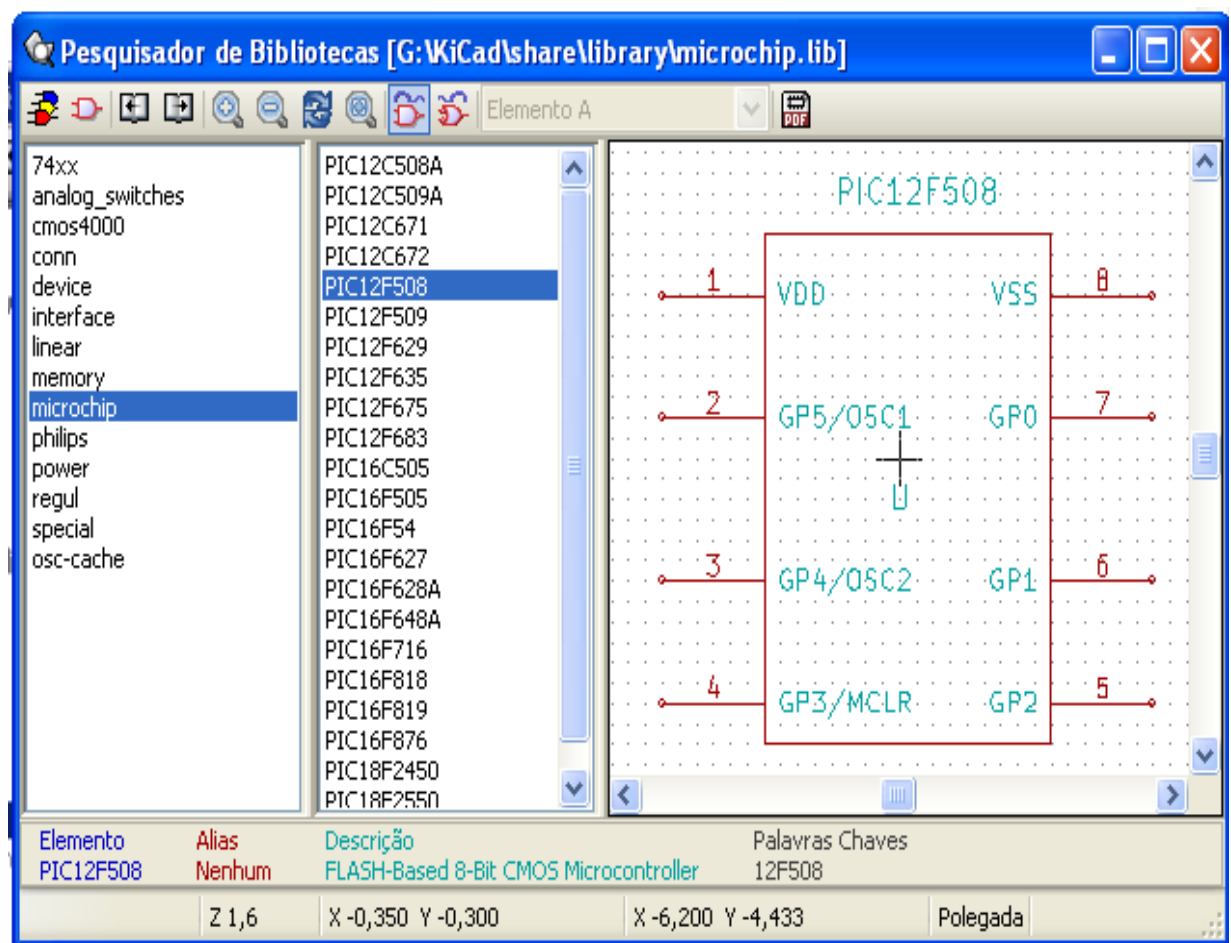 Pesquisador de Bibliotecas [G:\KiCad\share\library\microchip.lib]
Elemento A
PDF
74xx
analog_switches
cmos4000
conn
device
interface
linear
memory
microchip
philips
power
regul
special
osc-cache
PIC12C508A
PIC12C509A
PIC12C671
PIC12C672
PIC12F508
PIC12F509
PIC12F629
PIC12F635
PIC12F675
PIC12F683
PIC16C505
PIC16F505
PIC16F54
PIC16F627
PIC16F628A
PIC16F648A
PIC16F716
PIC16F818
PIC16F819
PIC16F876
PIC18F2450
PIC18F2550
PIC12F508
1 VDD VSS 8
2 GP5/OSC1 GP0 7
U
3 GP4/OSC2 GP1 6
4 GP3/MCLR GP2 5
Elemento Alias Descrição Palavras Chaves
PIC12F508 Nenhum FLASH-Based 8-Bit CMOS Microcontroller 12F508
Z 1,6 X -0,350 Y -0,300 X -6,200 Y -4,433 Polegada